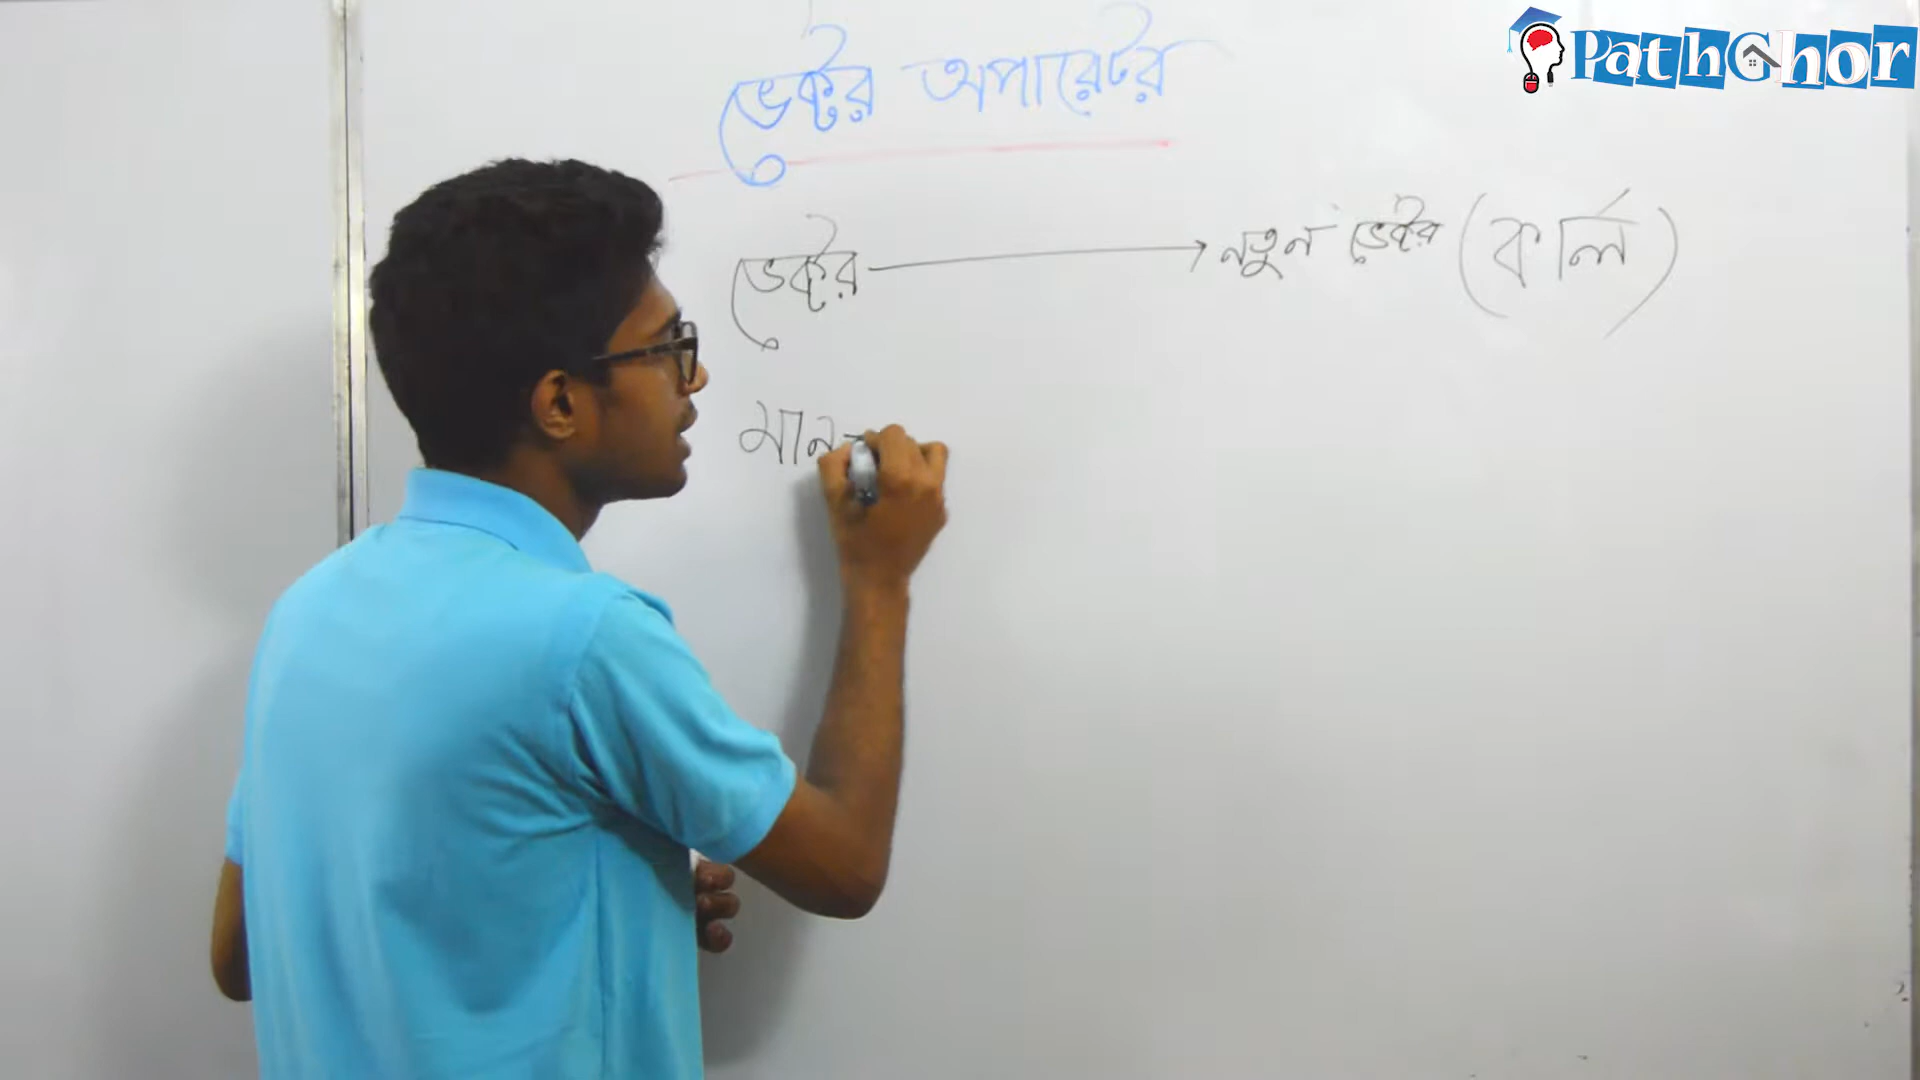 PathGhor
ভেক্টর অপারেটর
ভেক্টর → নতুন ভেক্টর (কার্ল)
মান